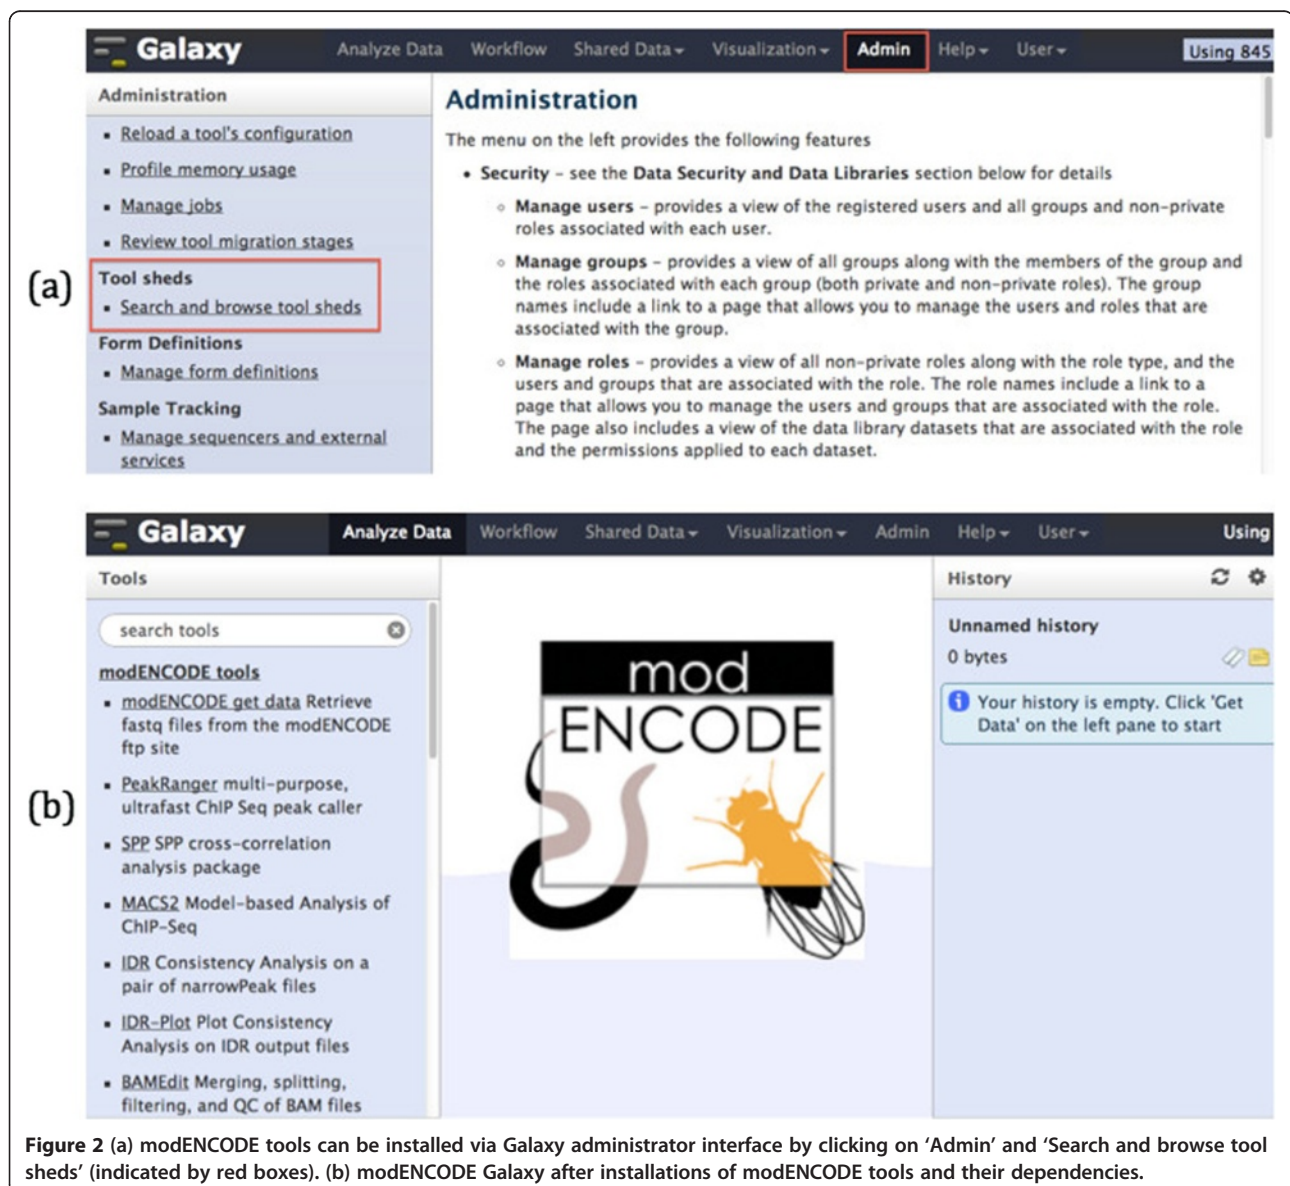 Galaxy Analyze Data Workflow Shared Data Visualization Admin Help User Using 845
Administration
Reload a tool's configuration
Profile memory usage
Manage jobs
Review tool migration stages
Tool sheds
Search and browse tool sheds
Form Definitions
Manage form definitions
Sample Tracking
Manage sequencers and external
services
Administration
The menu on the left provides the following features
• Security – see the Data Security and Data Libraries section below for details
Manage users – provides a view of the registered users and all groups and non-private
roles associated with each user.
Manage groups – provides a view of all groups along with the members of the group and
the roles associated with each group (both private and non-private roles). The group
names include a link to a page that allows you to manage the users and roles that are
associated with the group.
Manage roles – provides a view of all non-private roles along with the role type, and the
users and groups that are associated with the role. The role names include a link to a
page that allows you to manage the users and groups that are associated with the role.
The page also includes a view of the data library datasets that are associated with the role
and the permissions applied to each dataset.
(a)
Galaxy Analyze Data Workflow Shared Data Visualization Admin Help User Using
Tools
search tools
modENCODE tools
modENCODE get data Retrieve
fastq files from the modENCODE
ftp site
PeakRanger multi-purpose,
ultrafast ChIP Seq peak caller
SPP SPP cross-correlation
analysis package
MACS2 Model-based Analysis of
ChIP-Seq
IDR Consistency Analysis on a
pair of narrowPeak files
IDR-Plot Plot Consistency
Analysis on IDR output files
BAMEdit Merging, splitting,
filtering, and QC of BAM files
mod
ENCODE
History
Unnamed history
0 bytes
Your history is empty. Click 'Get
Data' on the left pane to start
(b)
Figure 2 (a) modENCODE tools can be installed via Galaxy administrator interface by clicking on 'Admin' and 'Search and browse tool
sheds' (indicated by red boxes). (b) modENCODE Galaxy after installations of modENCODE tools and their dependencies.